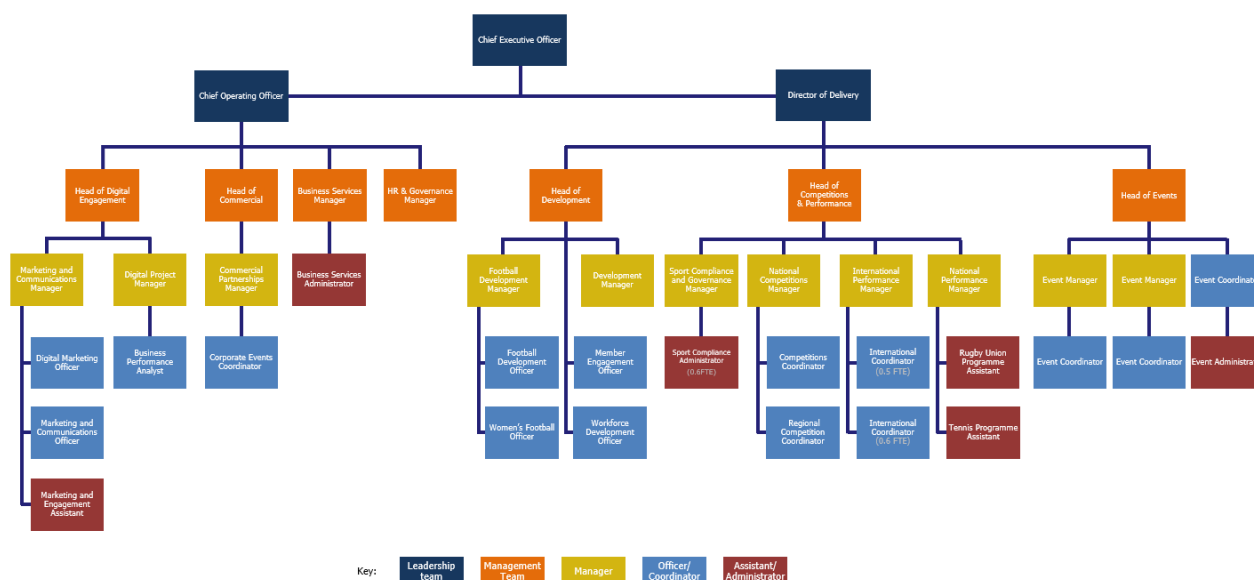 Chief Executive Officer
Chief Operating Officer
Director of Delivery
Head of Digital
Engagement
Head of
Commercial
Business Services
Manager
HR & Governance
Manager
Head of
Development
Head of
Competitions
& Performance
Head of Events
Marketing and
Communications
Manager
Digital Project
Manager
Commercial
Partnerships
Manager
Business Services
Administrator
Football
Development
Manager
Development
Manager
Sport Compliance
and Governance
Manager
National
Competitions
Manager
International
Performance
Manager
National
Performance
Manager
Event Manager
Event Manager
Event Coordinato
Digital Marketing
Officer
Business
Performance
Analyst
Corporate Events
Coordinator
Football
Development
Officer
Member
Engagement
Officer
Sport Compliance
Administrator
(0.6FTE)
Competitions
Coordinator
International
Coordinator
(0.5 FTE)
Rugby Union
Programme
Assistant
Event Coordinator
Event Coordinator
Event Administrat
Marketing and
Communications
Officer
Women's Football
Officer
Workforce
Development
Officer
Regional
Competition
Coordinator
International
Coordinator
(0.6 FTE)
Tennis Programme
Assistant
Marketing and
Engagement
Assistant
Key:
Leadership
team
Management
Team
Manager
Officer/
Coordinator
Assistant/
Administrator